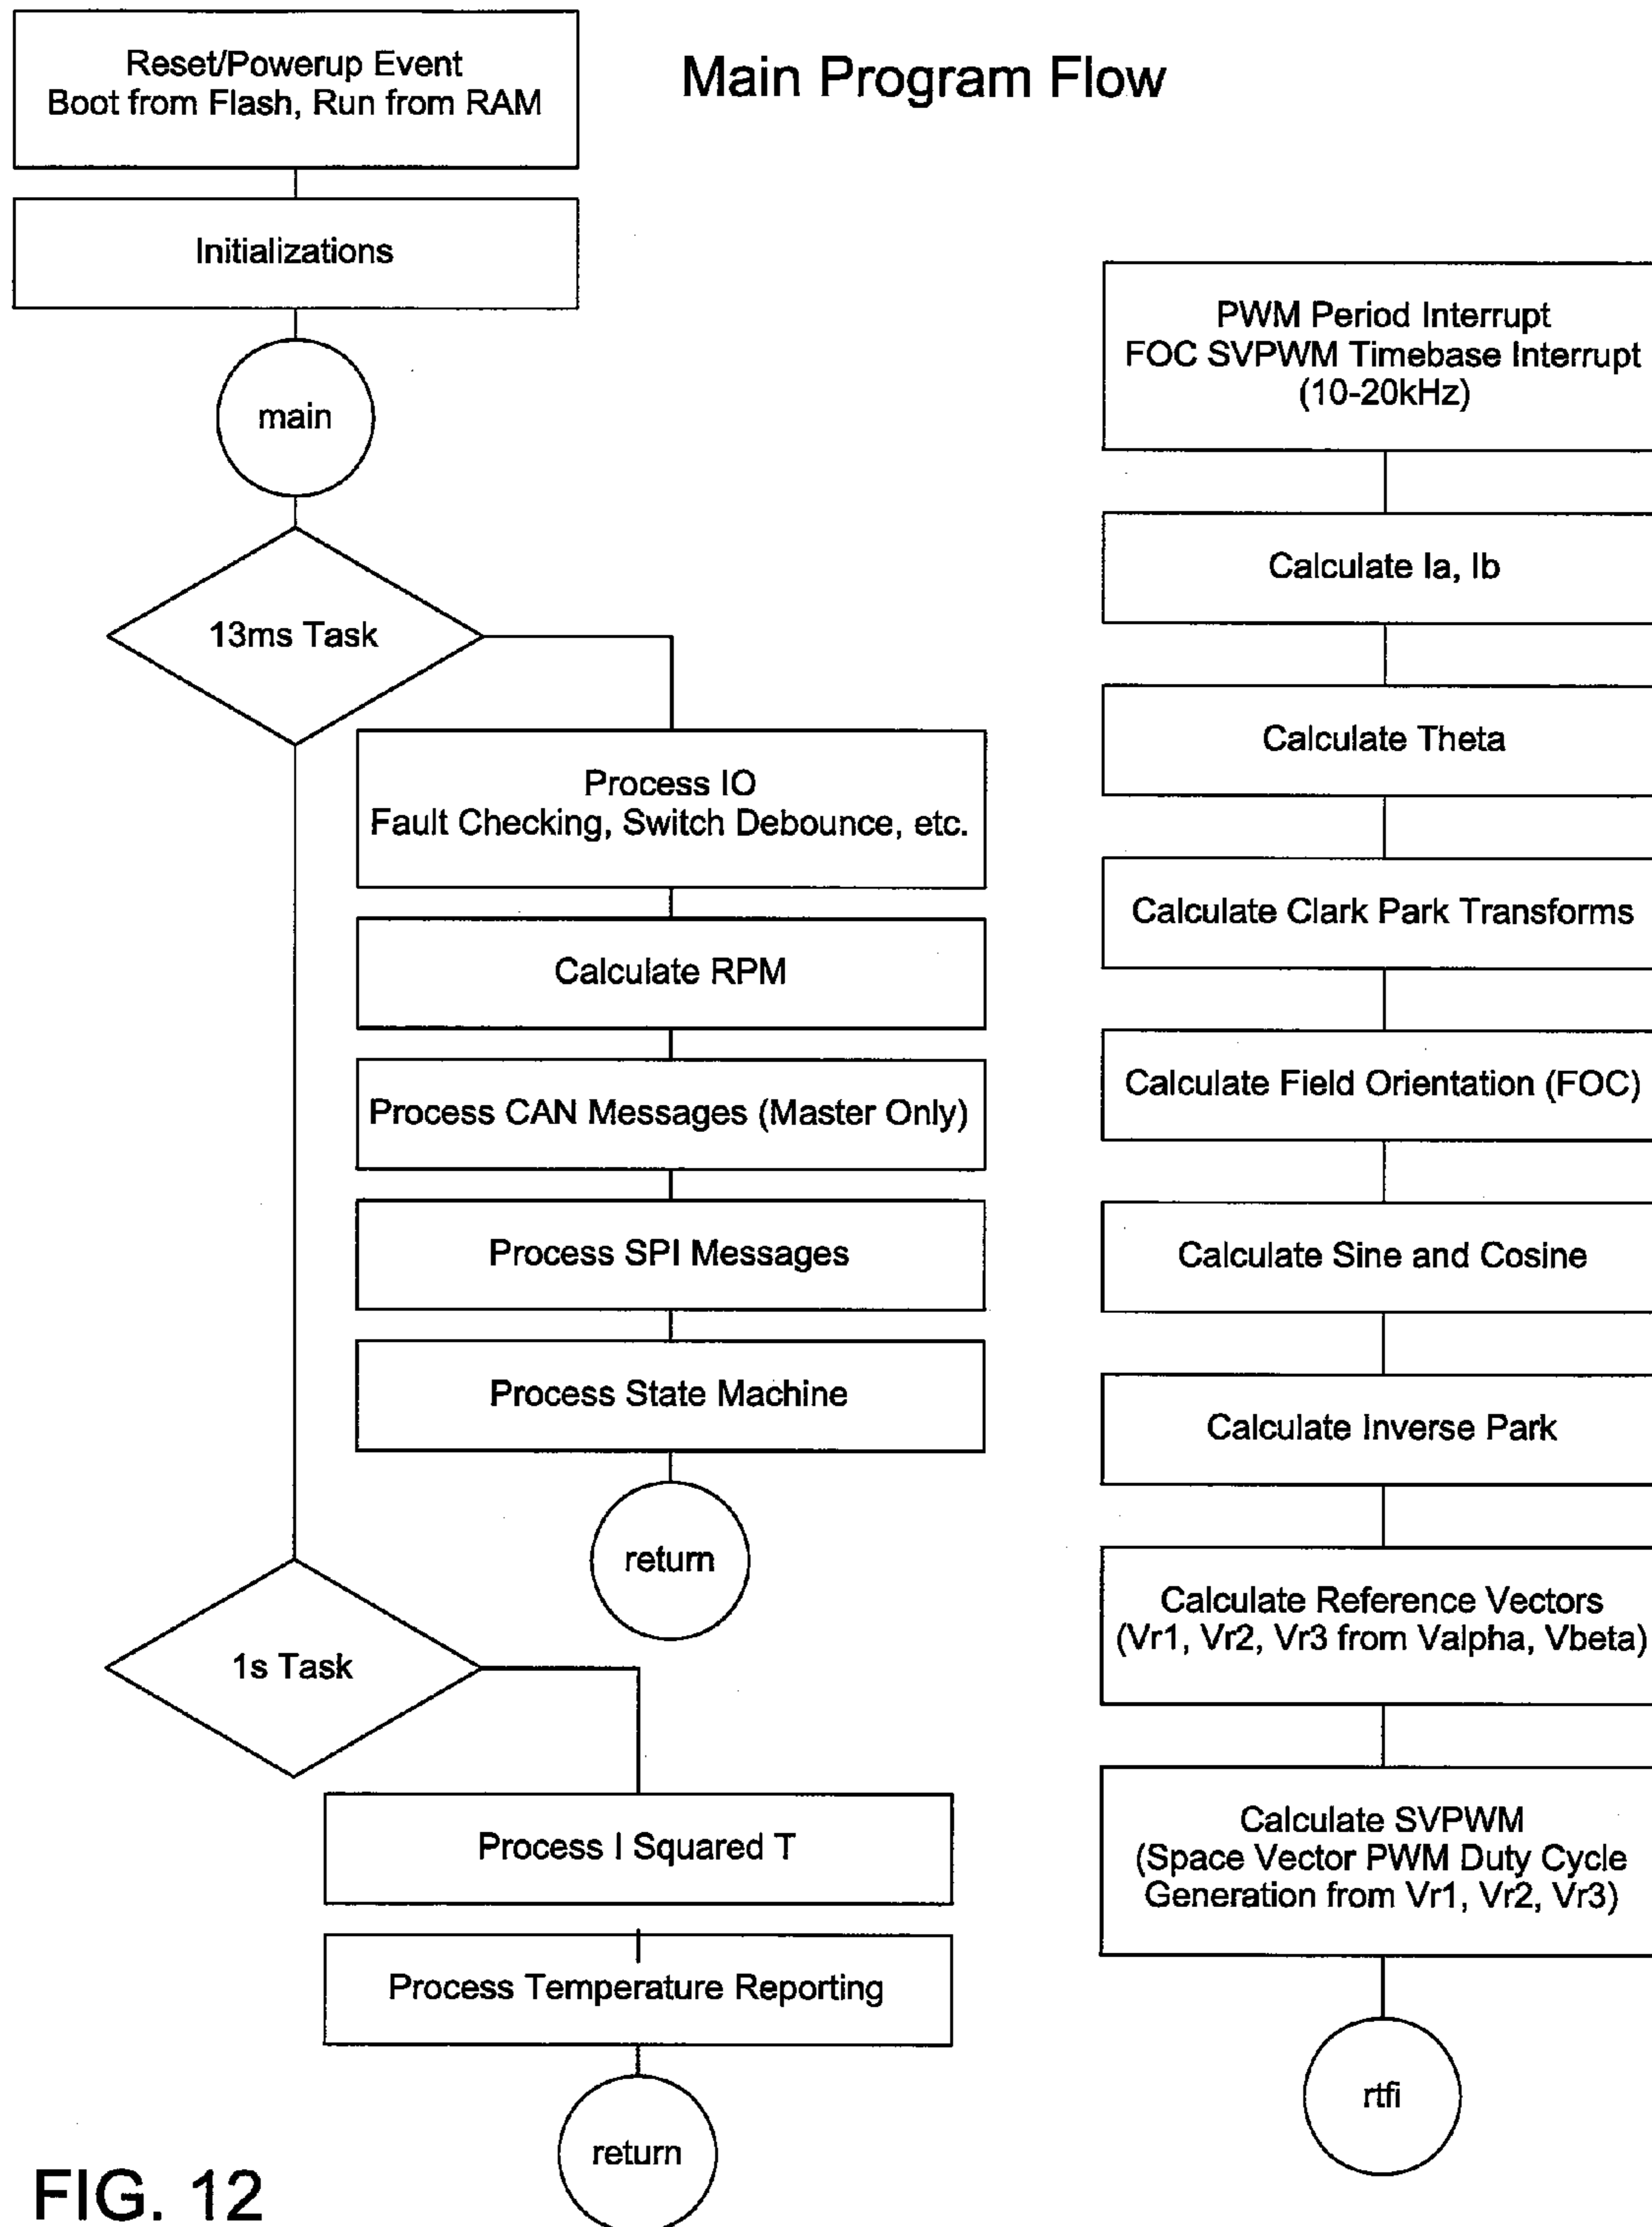 Main Program Flow
Reset/Powerup Event
Boot from Flash, Run from RAM
Initializations
main
13ms Task
Process IO
Fault Checking, Switch Debounce, etc.
Calculate RPM
Process CAN Messages (Master Only)
Process SPI Messages
Process State Machine
return
1s Task
Process I Squared T
Process Temperature Reporting
return
PWM Period Interrupt
FOC SVPWM Timebase Interrupt
(10-20kHz)
Calculate Ia, Ib
Calculate Theta
Calculate Clark Park Transforms
Calculate Field Orientation (FOC)
Calculate Sine and Cosine
Calculate Inverse Park
Calculate Reference Vectors
(Vr1, Vr2, Vr3 from Valpha, Vbeta)
Calculate SVPWM
(Space Vector PWM Duty Cycle
Generation from Vr1, Vr2, Vr3)
rtfi
FIG. 12